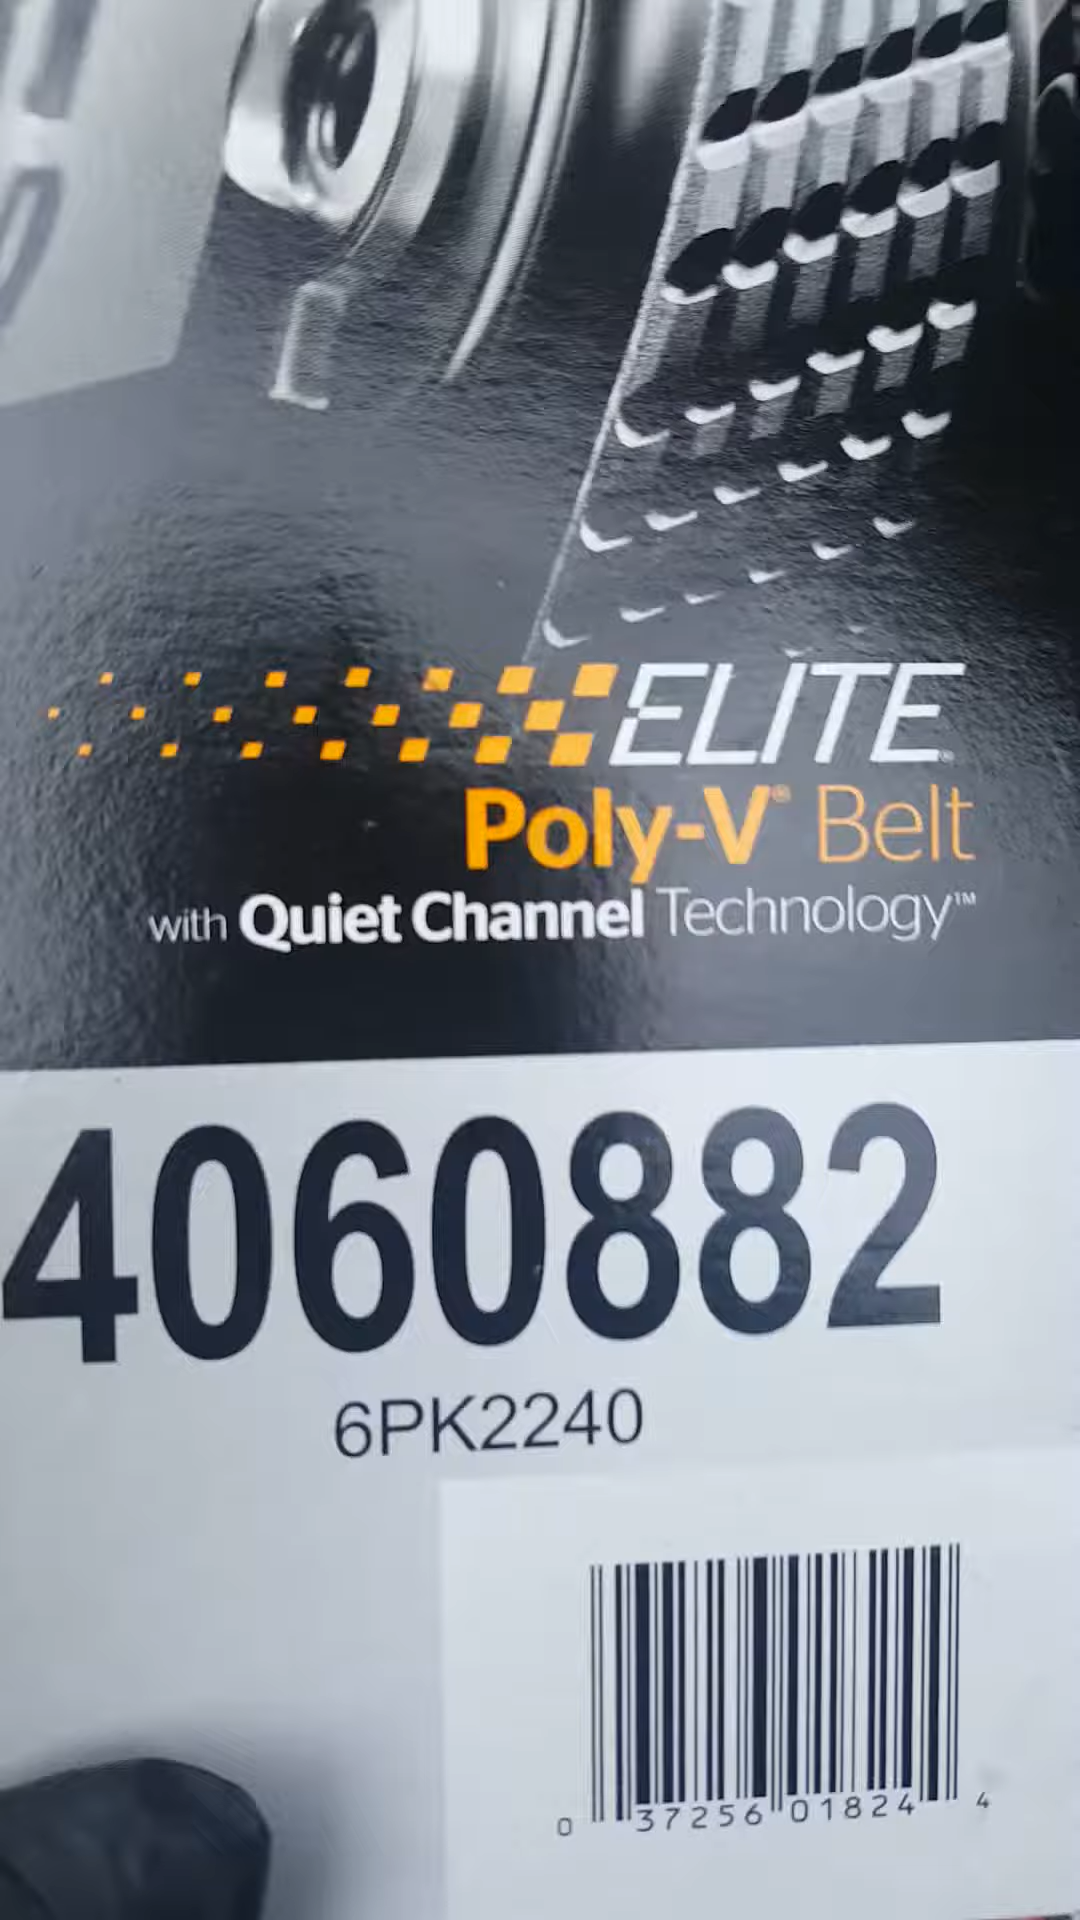 ELITE®
Poly-V® Belt
with Quiet Channel Technology™
4060882
6PK2240
0 37256 01824 4